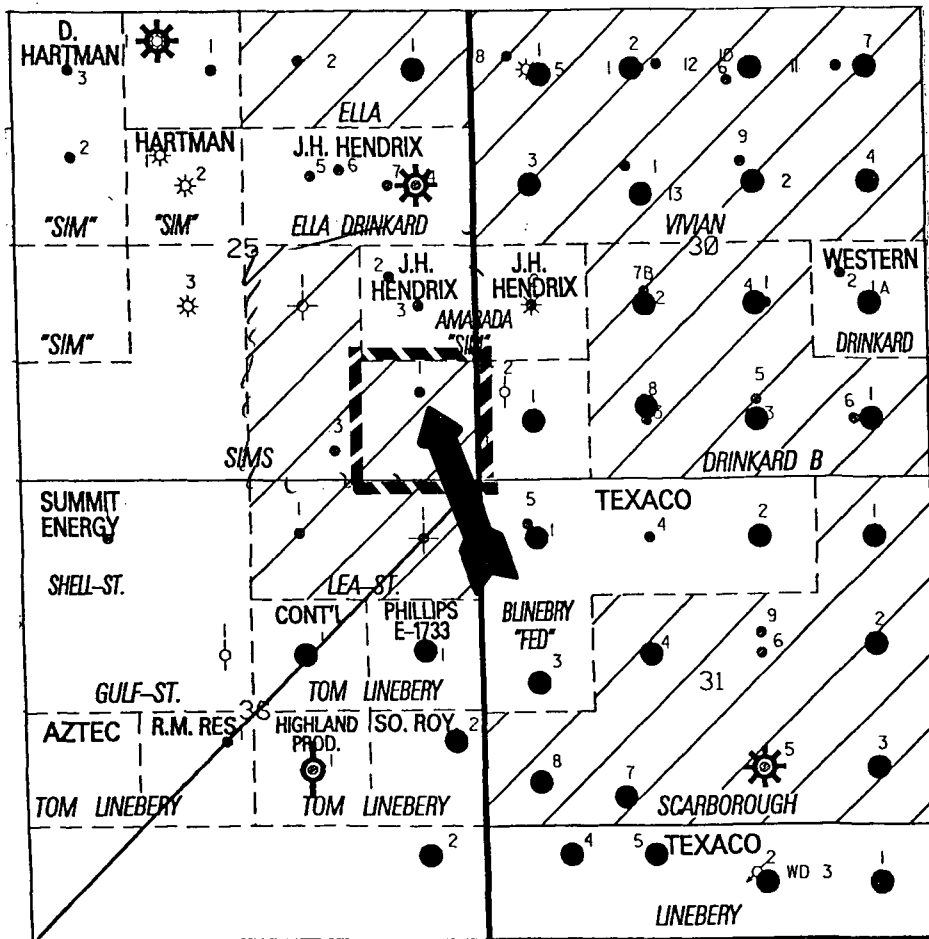 D.
HARTMAN
3
1
2
1
ELLA
8
1
5
2
1
12
10
6
11
7
2
HARTMAN
1
2
J.H. HENDRIX
5 6
7
"SIM"
"SIM"
ELLA DRINKARD
3
1
13
9
2
4
VIVIAN
25
30
3
2
J.H.
HENDRIX
3
J.H.
HENDRIX
AMARADA
"SIM"
7B
2
4
1
WESTERN
2
1A
"SIM"
DRINKARD
1
2
1
3
8
5
3
6
1
SIMS
DRINKARD B
SUMMIT
ENERGY
1
5
1
TEXACO
4
2
1
SHELL-ST.
LEA-ST.
CONT'L
1
PHILLIPS
E-1733
1
BLINEBRY
"FED"
3
4
9
6
2
GULF-ST.
TOM LINEBERY
31
36
AZTEC
R.M. RES
HIGHLAND
PROD.
1
SO. ROY
2
8
7
5
3
TOM LINEBERY
TOM LINEBERY
SCARBOROUGH
2
4
5
TEXACO
2
WD 3
1
LINEBERY